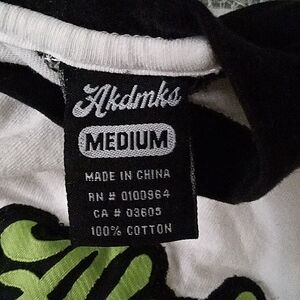 Akdmks
MEDIUM
MADE IN CHINA
RN # 0100964
CA # 03605
100% COTTON